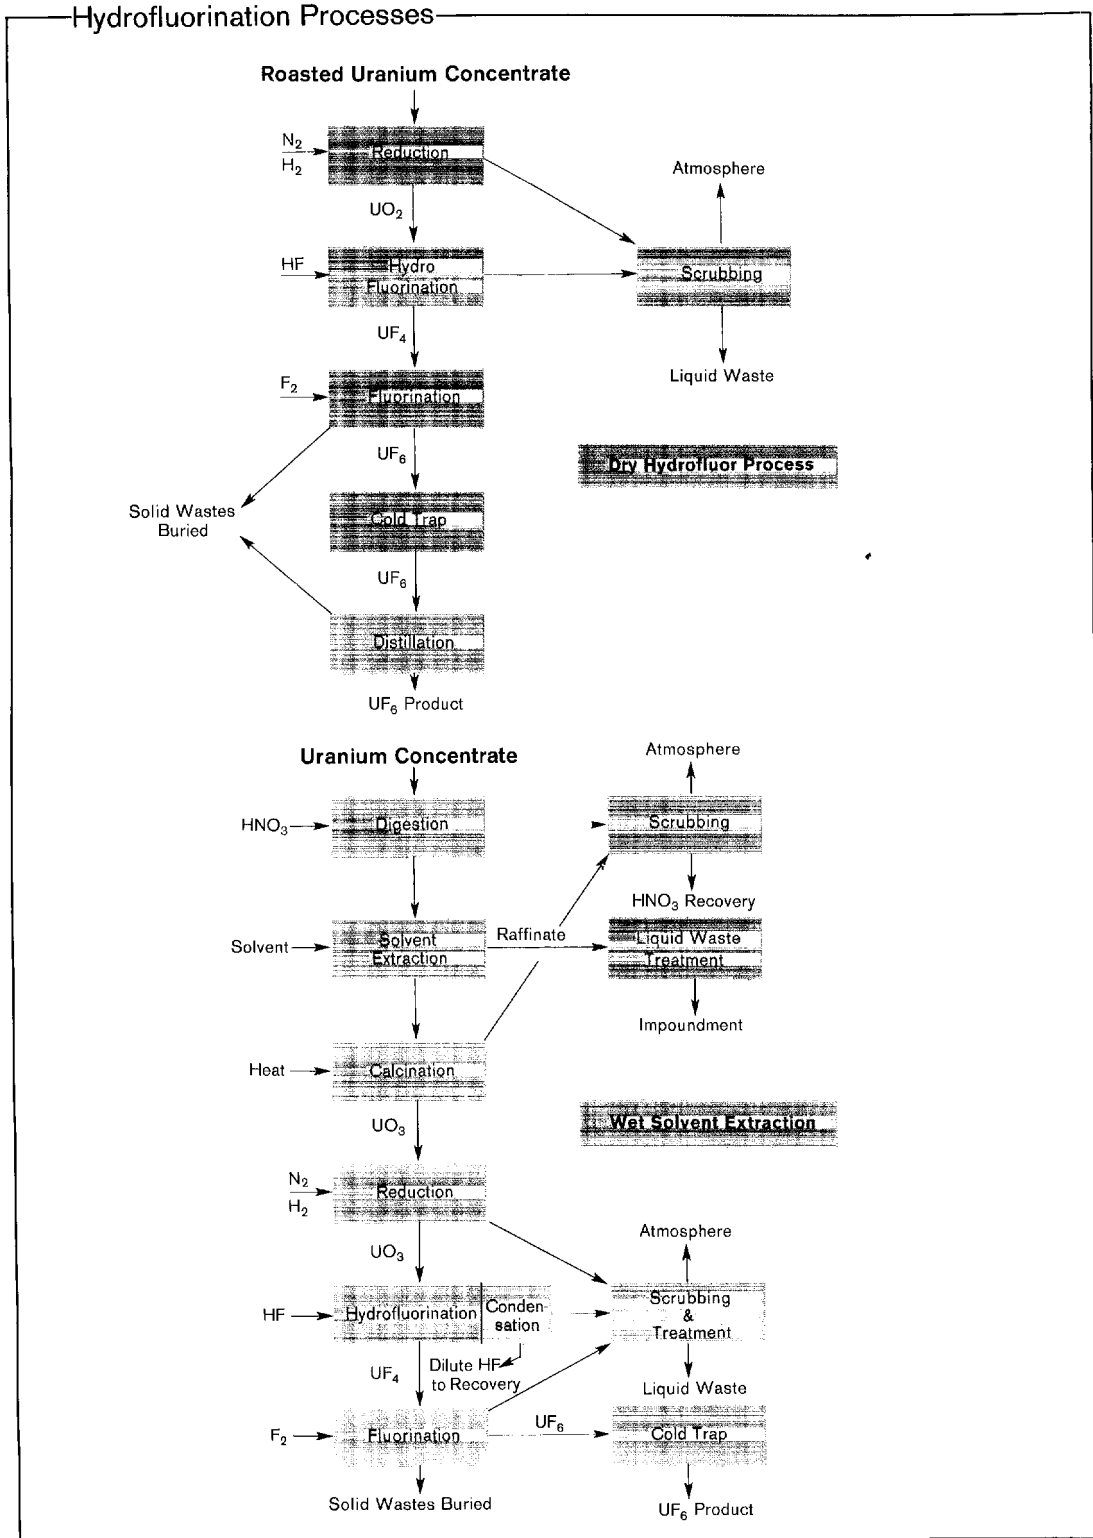 Hydrofluorination Processes
Roasted Uranium Concentrate
N₂
H₂
Reduction
Atmosphere
UO₂
HF
Hydro
Fluorination
Scrubbing
UF₄
Liquid Waste
F₂
Fluorination
UF₆
Dry Hydrofluor Process
Solid Wastes
Buried
Cold Trap
UF₆
Distillation
UF₆ Product
Uranium Concentrate
Atmosphere
HNO₃
Digestion
Scrubbing
HNO₃ Recovery
Solvent
Solvent
Extraction
Raffinate
Liquid Waste
Treatment
Impoundment
Heat
Calcination
UO₃
Wet Solvent Extraction
N₂
H₂
Reduction
Atmosphere
UO₃
HF
Hydrofluorination
Conden-
sation
Scrubbing
&
Treatment
UF₄
Dilute HF
to Recovery
Liquid Waste
F₂
Fluorination
UF₆
Cold Trap
Solid Wastes Buried
UF₆ Product